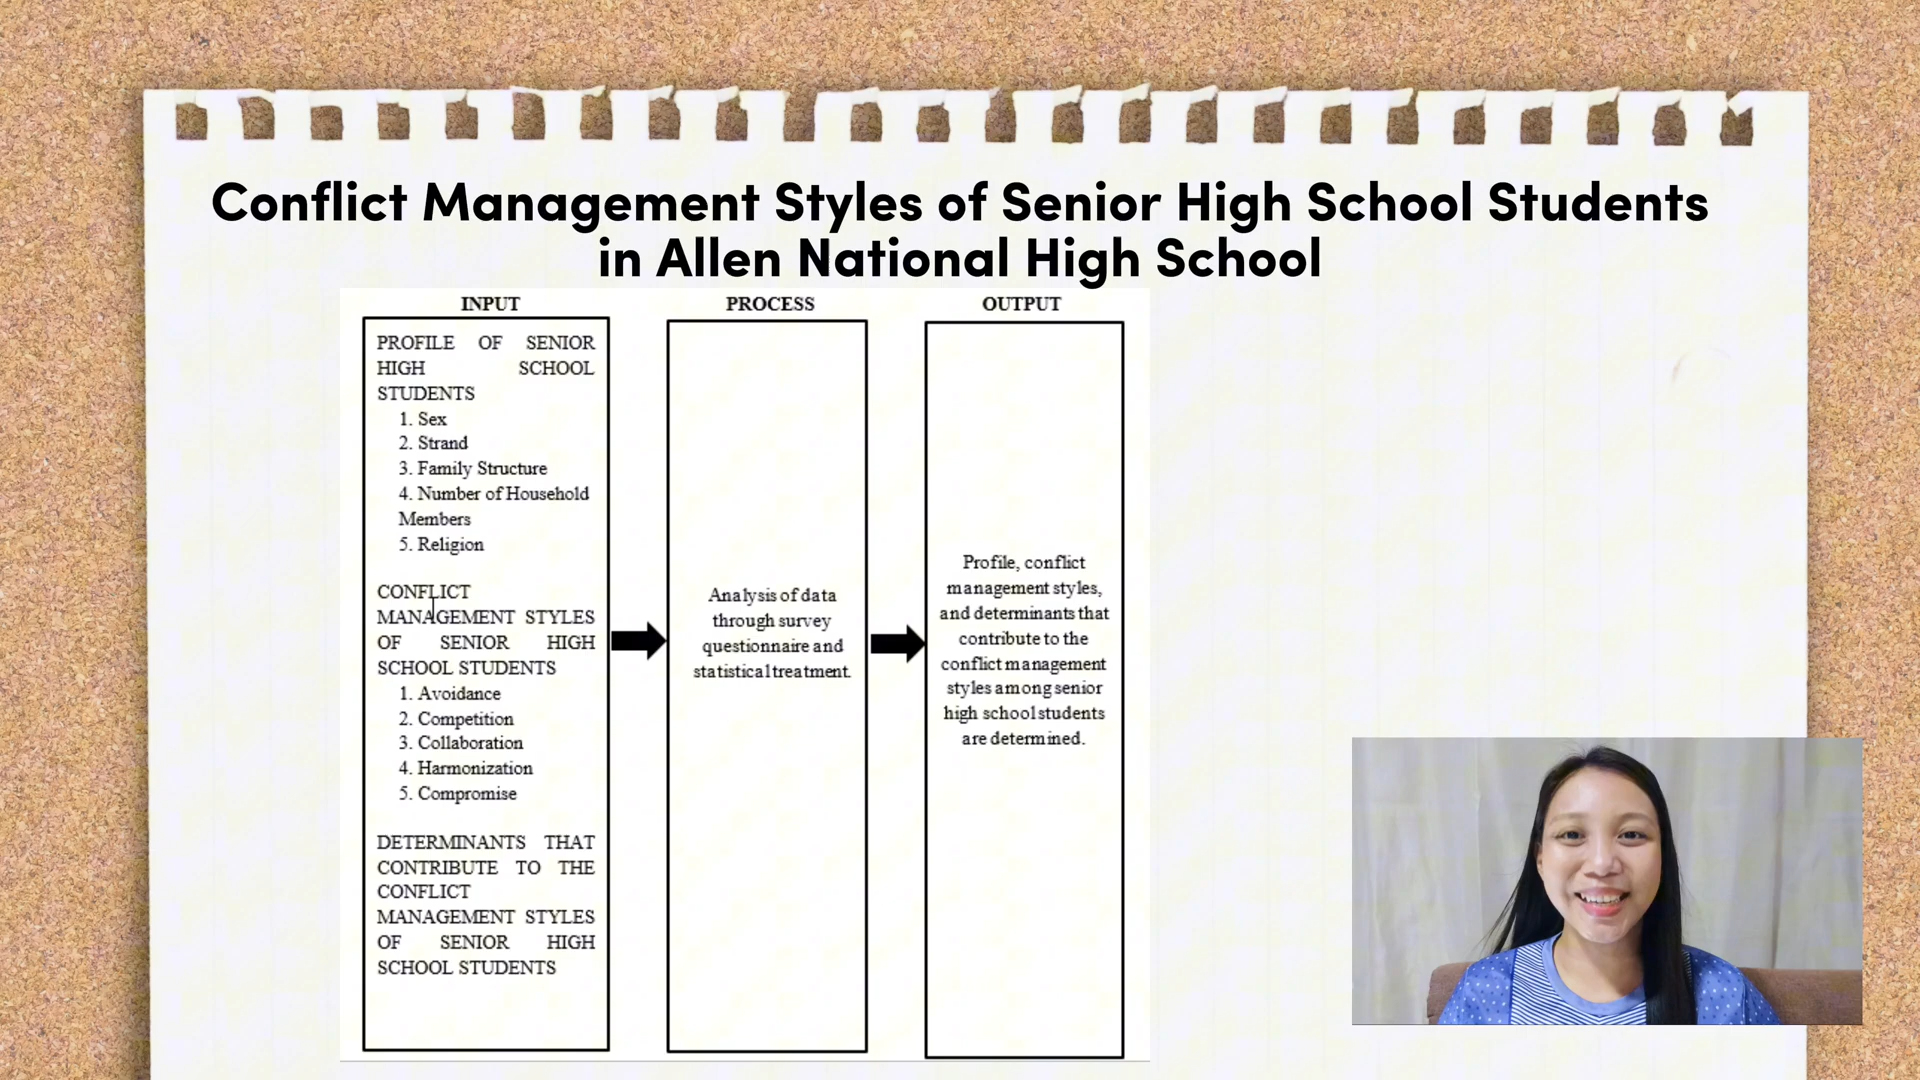 Conflict Management Styles of Senior High School Students
in Allen National High School
INPUT
PROFILE OF SENIOR
HIGH SCHOOL
STUDENTS
1. Sex
2. Strand
3. Family Structure
4. Number of Household
Members
5. Religion
CONFLICT
MANAGEMENT STYLES
OF SENIOR HIGH
SCHOOL STUDENTS
1. Avoidance
2. Competition
3. Collaboration
4. Harmonization
5. Compromise
DETERMINANTS THAT
CONTRIBUTE TO THE
CONFLICT
MANAGEMENT STYLES
OF SENIOR HIGH
SCHOOL STUDENTS
PROCESS
Analysis of data
through survey
questionnaire and
statistical treatment.
OUTPUT
Profile, conflict
management styles,
and determinants that
contribute to the
conflict management
styles among senior
high school students
are determined.